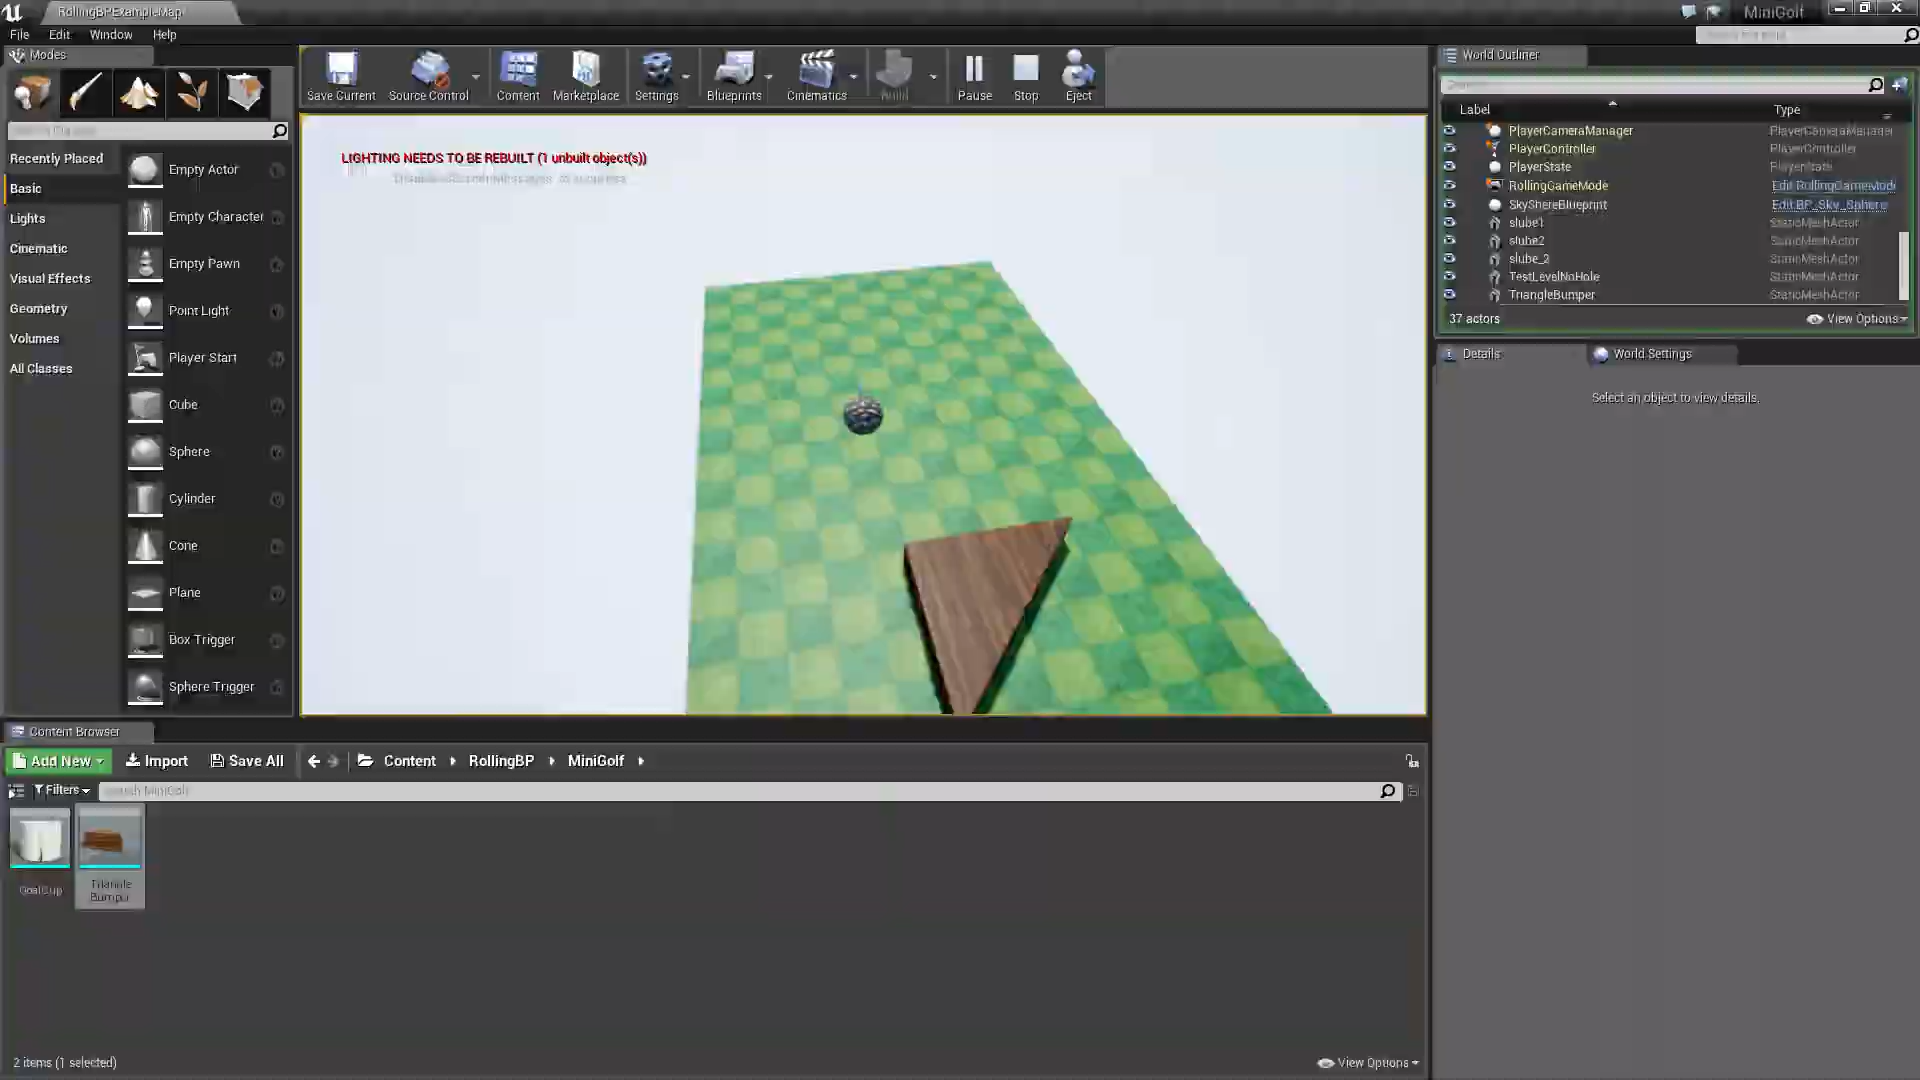 RollingBPExampleMap
MiniGolf
File Edit Window Help
Modes
Save Current
Source Control
Content
Marketplace
Settings
Blueprints
Cinematics
Build
Pause
Stop
Eject
World Outliner
Label Type
PlayerCameraManager PlayerCameraManager
PlayerController PlayerController
PlayerState PlayerState
RollingGameMode Edit RollingGameMode
SkyShereBlueprint Edit BP_Sky_Sphere
slube1 StaticMeshActor
slube2 StaticMeshActor
slube_2 StaticMeshActor
TestLevelNoHole StaticMeshActor
TriangleBumper StaticMeshActor
37 actors
View Options
Details
World Settings
Select an object to view details.
Recently Placed
Basic
Lights
Cinematic
Visual Effects
Geometry
Volumes
All Classes
Empty Actor
Empty Character
Empty Pawn
Point Light
Player Start
Cube
Sphere
Cylinder
Cone
Plane
Box Trigger
Sphere Trigger
LIGHTING NEEDS TO BE REBUILT (1 unbuilt object(s))
Content Browser
Add New
Import
Save All
Content
RollingBP
MiniGolf
Filters
Search MiniGolf
GoalCup
Triangle
Bumper
2 items (1 selected)
View Options